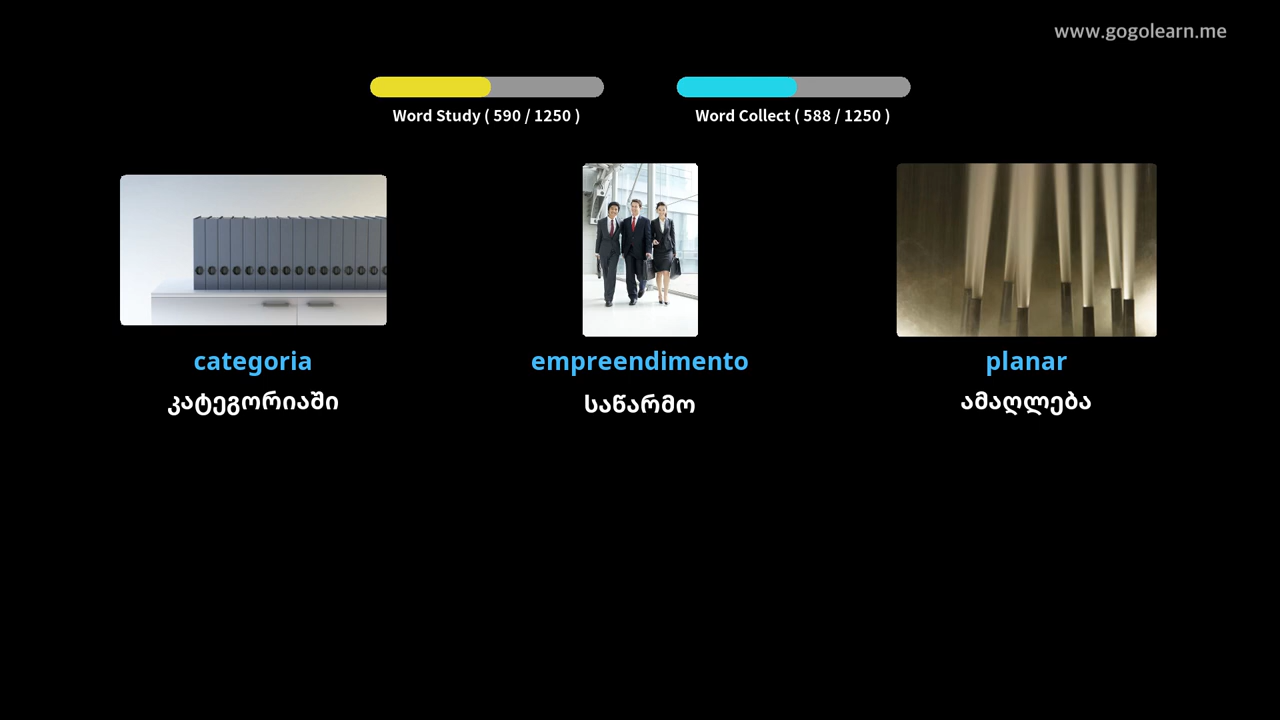 www.gogolearn.me
Word Study ( 590 / 1250 )
Word Collect ( 588 / 1250 )
categoria
empreendimento
planar
კატეგორიაში
საწარმო
ამაღლება